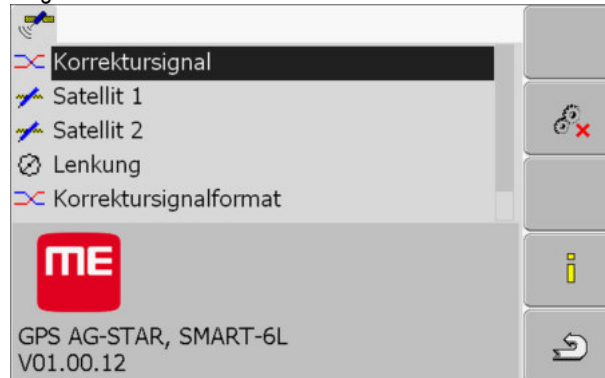 Korrektursignal
Satellit 1
Satellit 2
Lenkung
Korrektursignalformat
ME
GPS AG-STAR, SMART-6L
V01.00.12